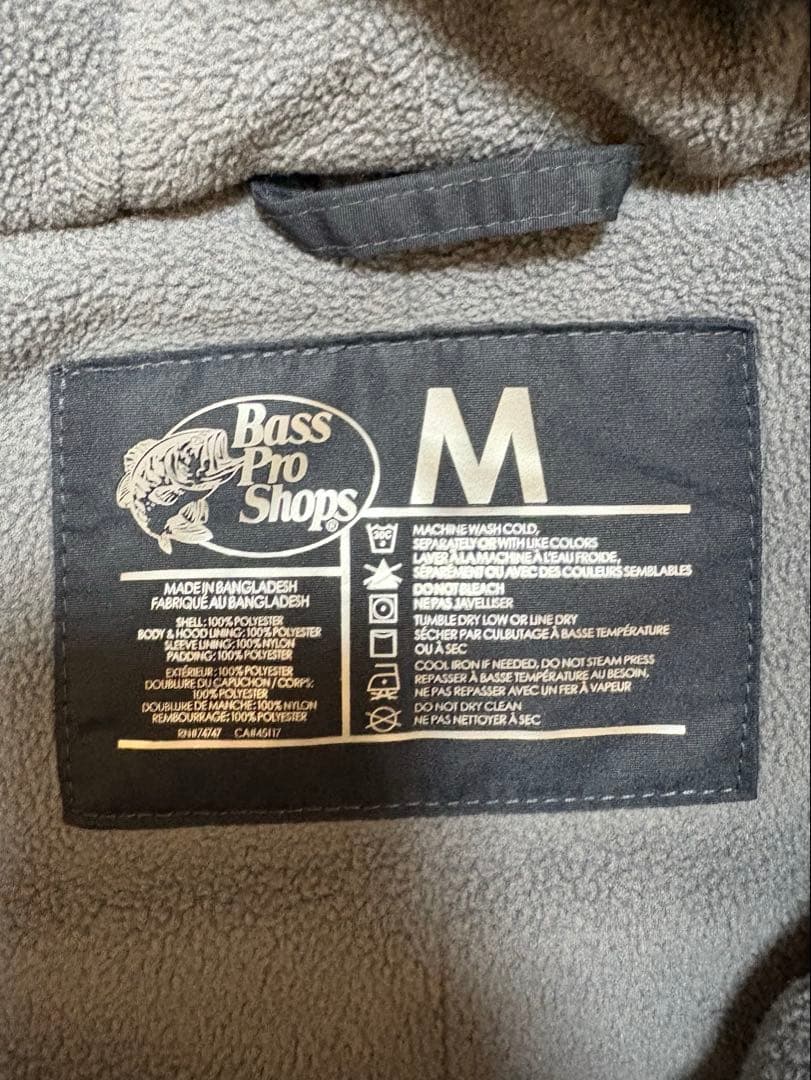 Bass
Pro
Shops®
M
MADE IN BANGLADESH
FABRIQUÉ AU BANGLADESH
SHELL: 100% POLYESTER
BODY & HOOD LINING: 100% POLYESTER
SLEEVE LINING: 100% NYLON
PADDING: 100% POLYESTER
EXTÉRIEUR: 100% POLYESTER
DOUBLURE DU CAPUCHON / CORPS:
100% POLYESTER
DOUBLURE DE MANCHE: 100% NYLON
REMBOURRAGE: 100% POLYESTER
RN#74747 CA#45117
30C
MACHINE WASH COLD,
SEPARATELY OR WITH LIKE COLORS
LAVER À LA MACHINE À L'EAU FROIDE,
SÉPARÉMENT OU AVEC DES COULEURS SEMBLABLES
DO NOT BLEACH
NE PAS JAVELLISER
TUMBLE DRY LOW OR LINE DRY
SÉCHER PAR CULBUTAGE À BASSE TEMPÉRATURE
OU À SEC
COOL IRON IF NEEDED, DO NOT STEAM PRESS
REPASSER À BASSE TEMPÉRATURE AU BESOIN,
NE PAS REPASSER AVEC UN FER À VAPEUR
DO NOT DRY CLEAN
NE PAS NETTOYER À SEC